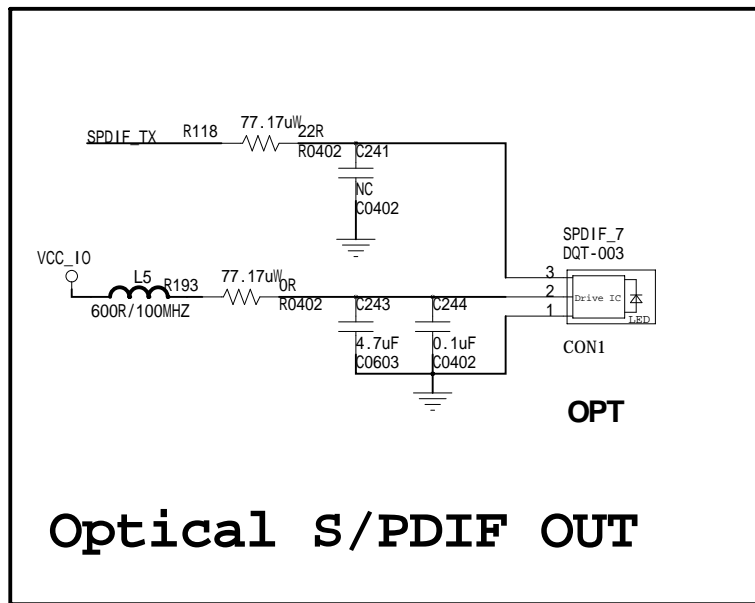 77.17uW
SPDIF_TX R118 22R
R0402 C241
NC
C0402
SPDIF_7
DQT-003
VCC_IO
L5 R193 77.17uW 0R
600R/100MHZ R0402 C243 C244
4.7uF 0.1uF
C0603 C0402
3
2 Drive IC
1 LED
CON1
OPT
Optical S/PDIF OUT